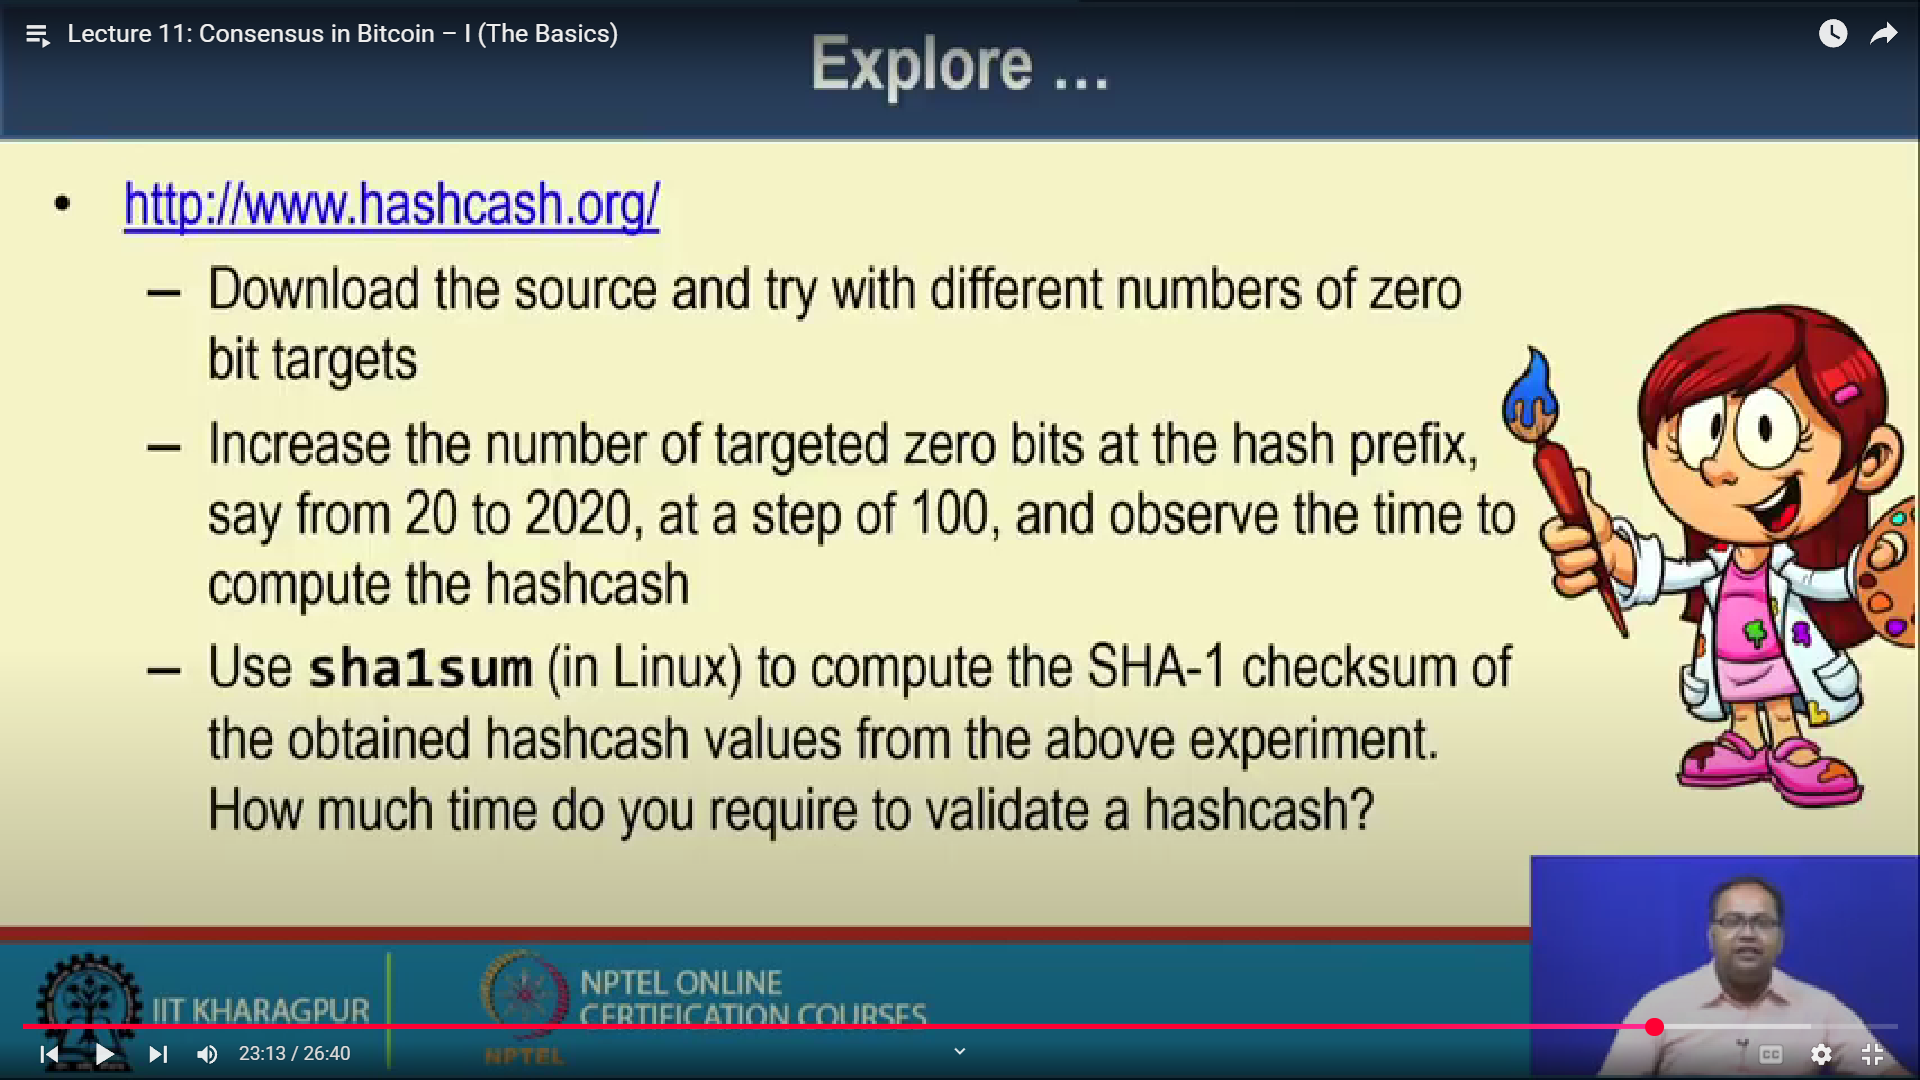 Lecture 11: Consensus in Bitcoin – I (The Basics)
Explore ...
• http://www.hashcash.org/
– Download the source and try with different numbers of zero
bit targets
– Increase the number of targeted zero bits at the hash prefix,
say from 20 to 2020, at a step of 100, and observe the time to
compute the hashcash
– Use sha1sum (in Linux) to compute the SHA-1 checksum of
the obtained hashcash values from the above experiment.
How much time do you require to validate a hashcash?
IIT KHARAGPUR
NPTEL
NPTEL ONLINE
CERTIFICATION COURSES
23:13 / 26:40
CC